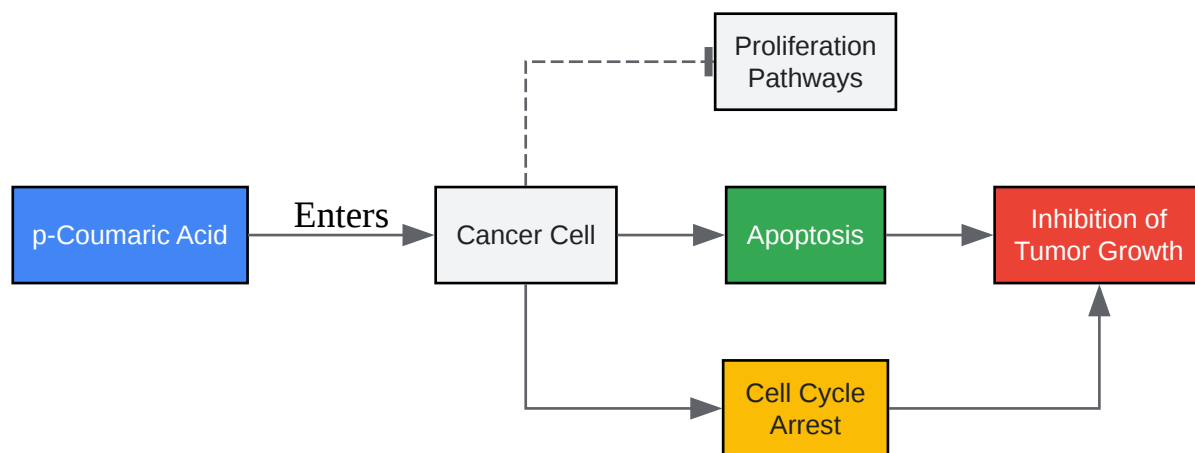 Proliferation
Pathways
p-Coumaric Acid
Enters
Cancer Cell
Apoptosis
Inhibition of
Tumor Growth
Cell Cycle
Arrest